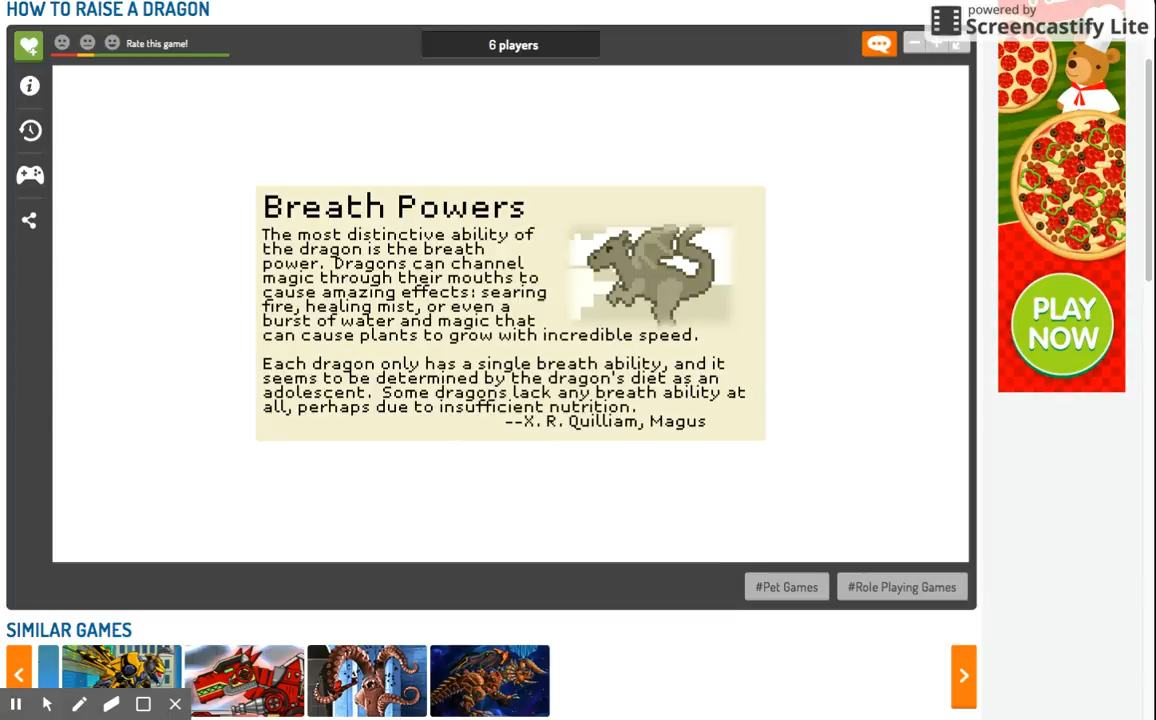 HOW TO RAISE A DRAGON
powered by
Screencastify Lite
Rate this game!
6 players
Breath Powers
The most distinctive ability of
the dragon is the breath
power. Dragons can channel
magic through their mouths to
cause amazing effects: searing
fire, healing mist, or even a
burst of water and magic that
can cause plants to grow with incredible speed.
Each dragon only has a single breath ability, and it
seems to be determined by the dragon's diet as an
adolescent. Some dragons lack any breath ability at
all, perhaps due to insufficient nutrition.
--X. R. Quilliam, Magus
PLAY
NOW
#Pet Games
#Role Playing Games
SIMILAR GAMES